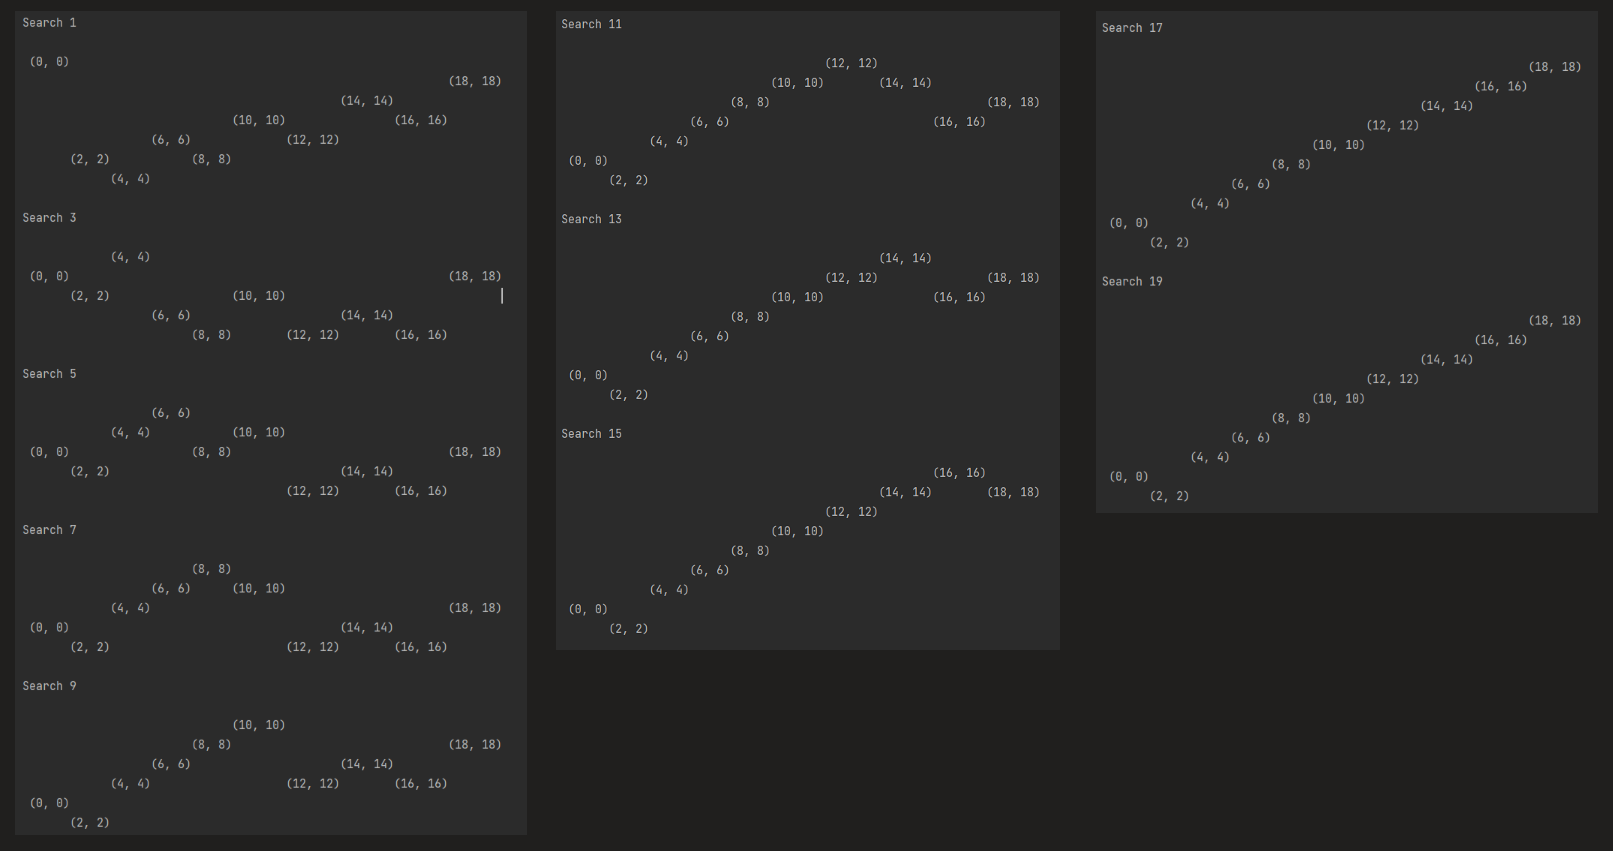 Search 1
(0, 0)
(18, 18)
(14, 14)
(10, 10) (16, 16)
(6, 6) (12, 12)
(2, 2) (8, 8)
(4, 4)
Search 3
(4, 4)
(0, 0) (18, 18)
(2, 2) (10, 10)
(6, 6) (14, 14)
(8, 8) (12, 12) (16, 16)
Search 5
(6, 6)
(4, 4) (10, 10)
(0, 0) (8, 8) (18, 18)
(2, 2) (14, 14)
(12, 12) (16, 16)
Search 7
(8, 8)
(6, 6) (10, 10)
(4, 4) (18, 18)
(0, 0) (14, 14)
(2, 2) (12, 12) (16, 16)
Search 9
(10, 10)
(8, 8) (18, 18)
(6, 6) (14, 14)
(4, 4) (12, 12) (16, 16)
(0, 0)
(2, 2)
Search 11
(12, 12)
(10, 10) (14, 14)
(8, 8) (18, 18)
(6, 6) (16, 16)
(4, 4)
(0, 0)
(2, 2)
Search 13
(14, 14)
(12, 12) (18, 18)
(10, 10) (16, 16)
(8, 8)
(6, 6)
(4, 4)
(0, 0)
(2, 2)
Search 15
(16, 16)
(14, 14) (18, 18)
(12, 12)
(10, 10)
(8, 8)
(6, 6)
(4, 4)
(0, 0)
(2, 2)
Search 17
(18, 18)
(16, 16)
(14, 14)
(12, 12)
(10, 10)
(8, 8)
(6, 6)
(4, 4)
(0, 0)
(2, 2)
Search 19
(18, 18)
(16, 16)
(14, 14)
(12, 12)
(10, 10)
(8, 8)
(6, 6)
(4, 4)
(0, 0)
(2, 2)